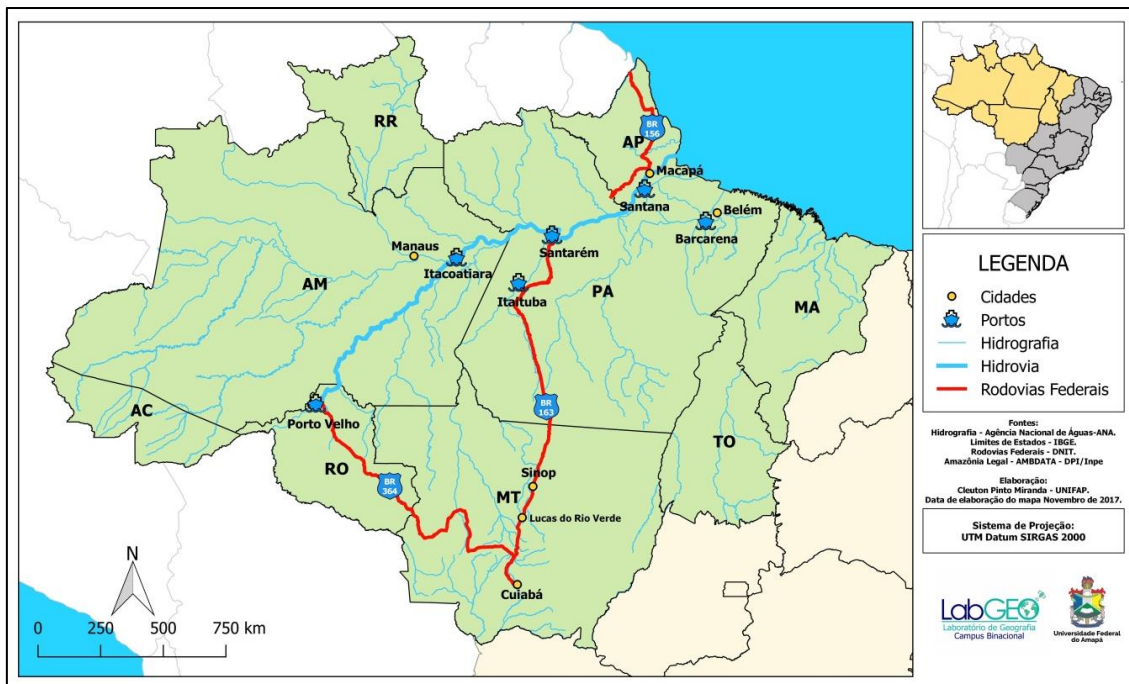 RR
AP
BR
156
Macapá
Santana
Belém
Barcarena
Manaus
Itacoatiara
Santarém
Itaituba
AM
PA
MA
AC
Porto Velho
BR
163
TO
RO
BR
364
Sinop
MT
Lucas do Rio Verde
Cuiabá
N
0 250 500 750 km
LEGENDA
Cidades
Portos
Hidrografia
Hidrovia
Rodovias Federais
Fontes:
Hidrografia - Agência Nacional de Águas-ANA.
Limites de Estados - IBGE.
Rodovias Federais - DNIT.
Amazônia Legal - AMBDATA - DPI/Inpe
Elaboração:
Cleuton Pinto Miranda - UNIFAP.
Data de elaboração do mapa Novembro de 2017.
Sistema de Projeção:
UTM Datum SIRGAS 2000
LabGEO
Laboratório de Geografia
Campus Binacional
Universidade Federal
do Amapá